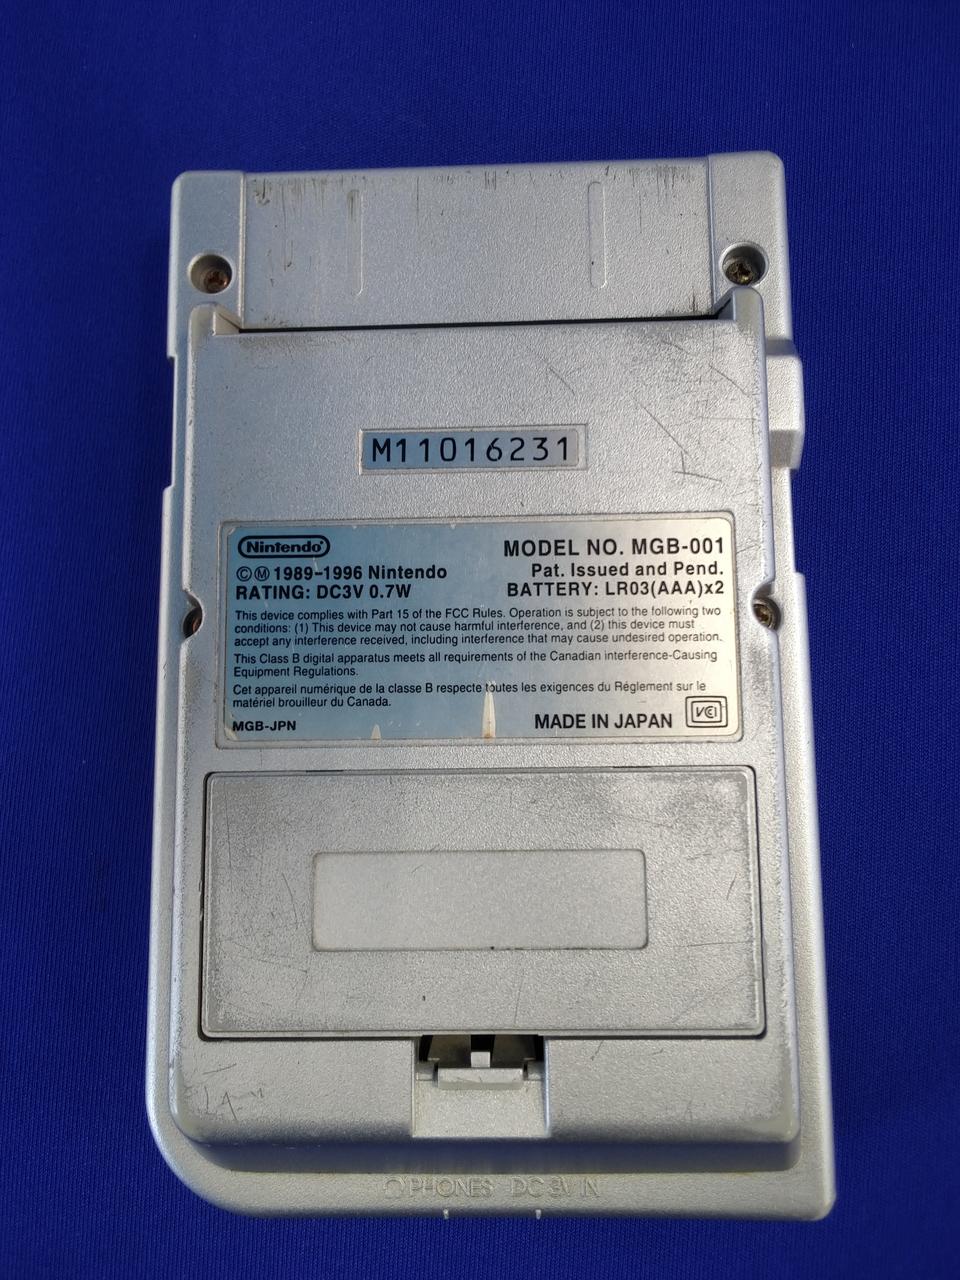 M11016231
Nintendo
MODEL NO. MGB-001
©Ⓜ 1989-1996 Nintendo
Pat. Issued and Pend.
RATING: DC3V 0.7W
BATTERY: LR03(AAA)x2
This device complies with Part 15 of the FCC Rules. Operation is subject to the following two
conditions: (1) This device may not cause harmful interference, and (2) this device must
accept any interference received, including interference that may cause undesired operation.
This Class B digital apparatus meets all requirements of the Canadian interference-Causing
Equipment Regulations.
Cet appareil numérique de la classe B respecte toutes les exigences du Réglement sur le
matériel brouilleur du Canada.
MGB-JPN
MADE IN JAPAN
VCI
PHONES DC 3V IN